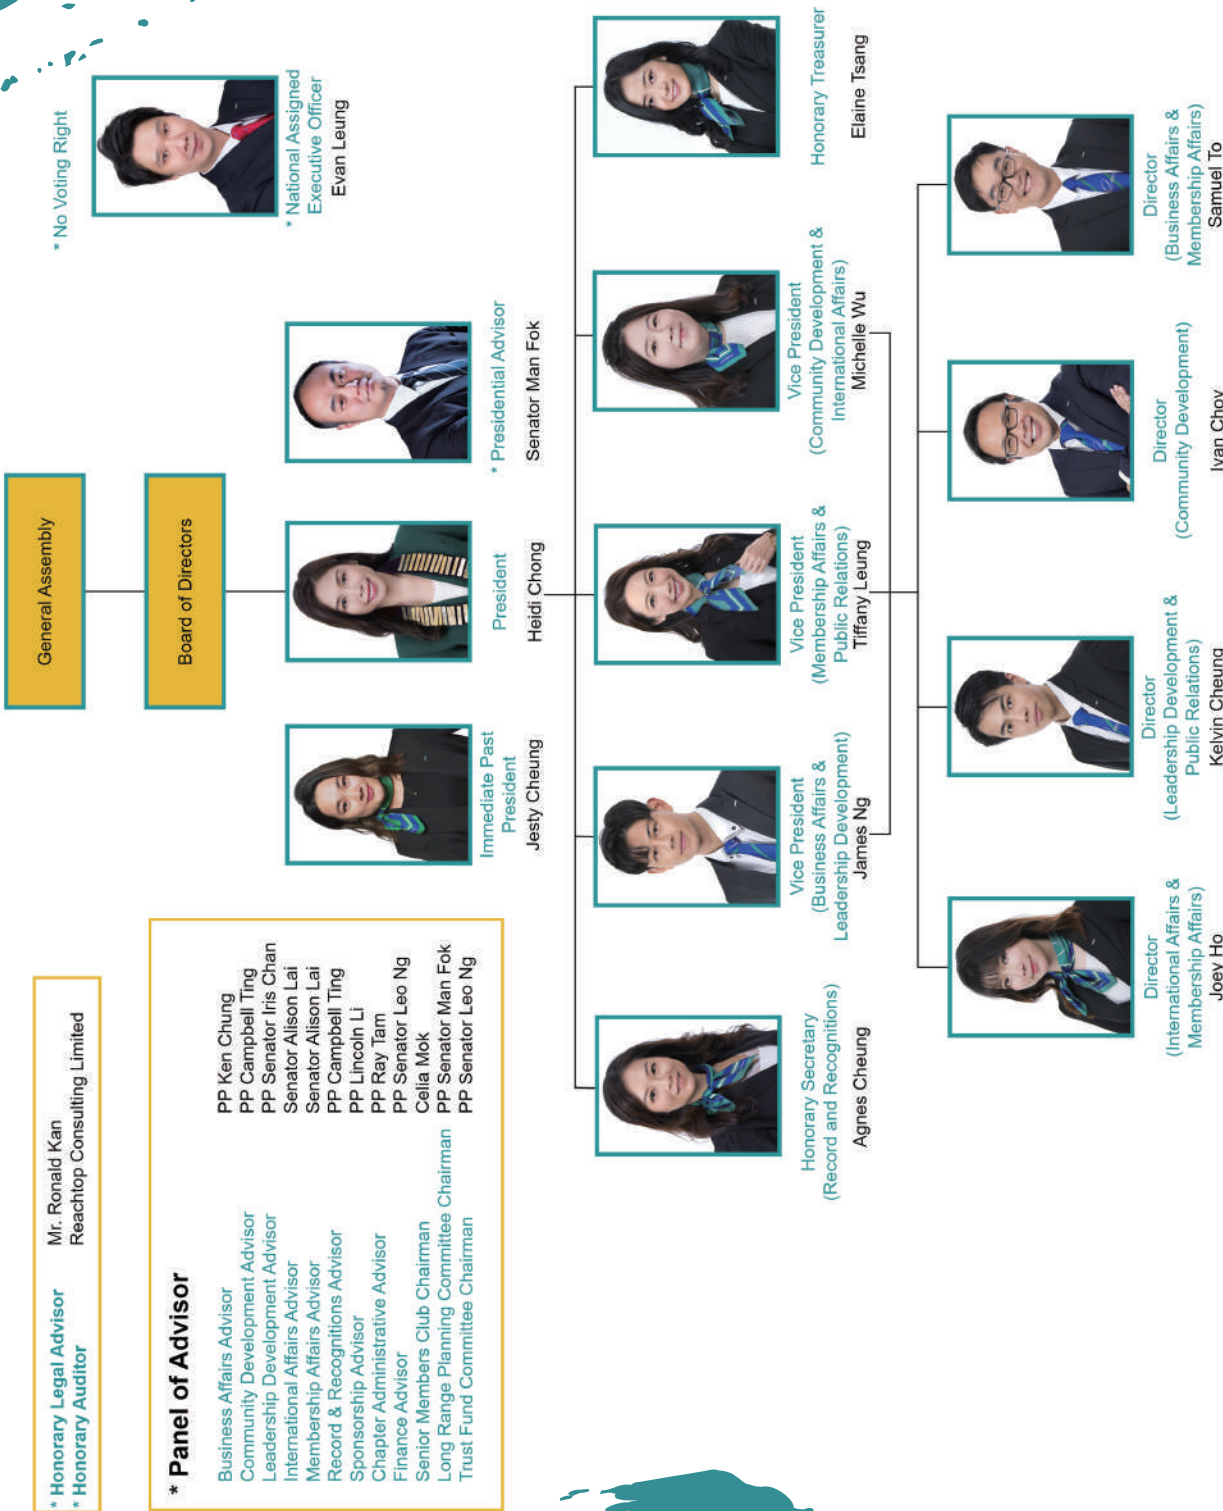 * Honorary Legal Advisor Mr. Ronald Kan
* Honorary Auditor Reachtop Consulting Limited
General Assembly
* No Voting Right
Board of Directors
* National Assigned
Executive Officer
Evan Leung
* Panel of Advisor
Business Affairs Advisor PP Ken Chung
Community Development Advisor PP Campbell Ting
Leadership Development Advisor PP Senator Iris Chan
International Affairs Advisor Senator Alison Lai
Membership Affairs Advisor Senator Alison Lai
Record & Recognitions Advisor PP Campbell Ting
Sponsorship Advisor PP Lincoln Li
Chapter Administrative Advisor PP Ray Tam
Finance Advisor PP Senator Leo Ng
Senior Members Club Chairman Celia Mok
Long Range Planning Committee Chairman PP Senator Man Fok
Trust Fund Committee Chairman PP Senator Leo Ng
Immediate Past
President
Jesty Cheung
President
Heidi Chong
* Presidential Advisor
Senator Man Fok
Honorary Secretary
(Record and Recognitions)
Agnes Cheung
Vice President
(Business Affairs &
Leadership Development)
James Ng
Vice President
(Membership Affairs &
Public Relations)
Tiffany Leung
Vice President
(Community Development &
International Affairs)
Michelle Wu
Honorary Treasurer
Elaine Tsang
Director
(International Affairs &
Membership Affairs)
Joey Ho
Director
(Leadership Development &
Public Relations)
Kelvin Cheung
Director
(Community Development)
Ivan Choy
Director
(Business Affairs &
Membership Affairs)
Samuel To